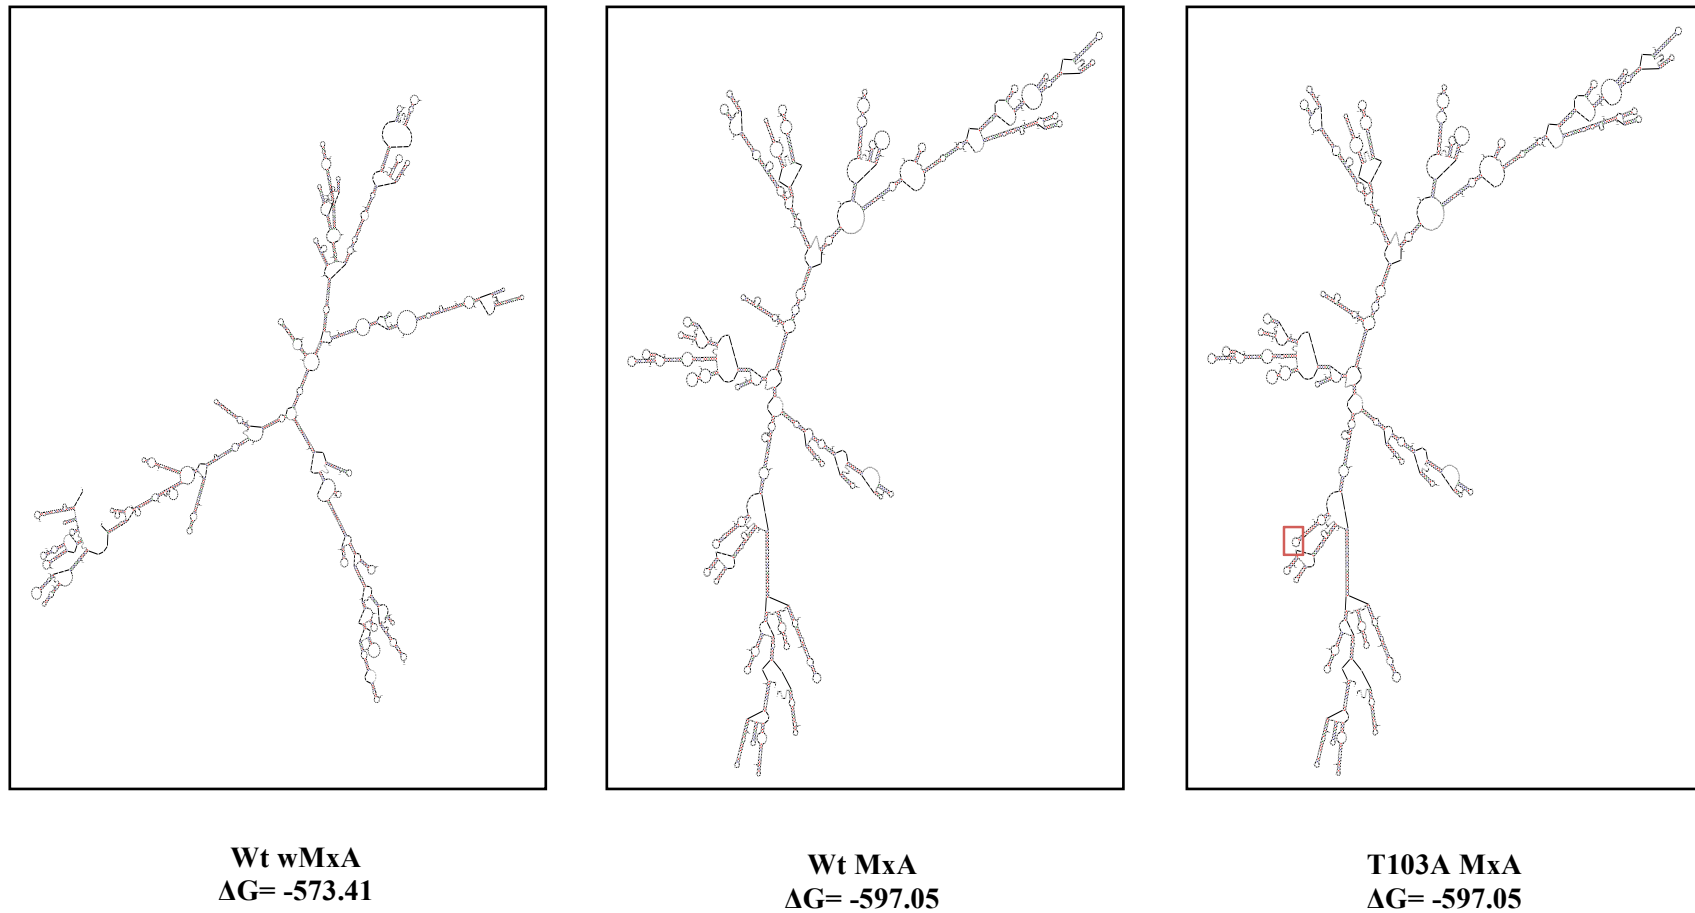 Wt wMxA
ΔG= -573.41
Wt MxA
ΔG= -597.05
T103A MxA
ΔG= -597.05